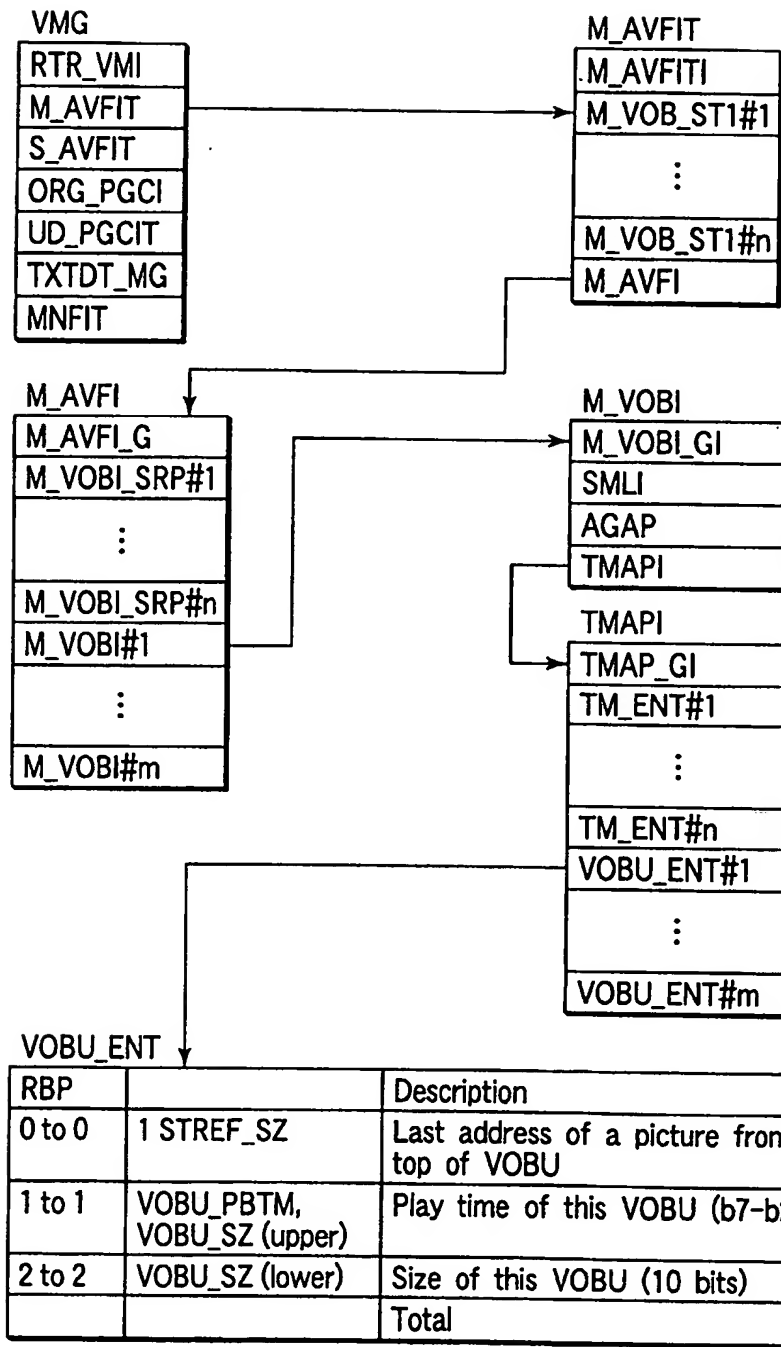 VMG
RTR_VMI
M_AVFIT
S_AVFIT
ORG_PGCI
UD_PGCIT
TXTDT_MG
MNFIT
M_AVFIT
M_AVFITI
M_VOB_ST1#1
⋮
M_VOB_ST1#n
M_AVFI
M_AVFI
M_AVFI_G
M_VOBI_SRP#1
⋮
M_VOBI_SRP#n
M_VOBI#1
⋮
M_VOBI#m
M_VOBI
M_VOBI_GI
SMLI
AGAP
TMAPI
TMAPI
TMAP_GI
TM_ENT#1
⋮
TM_ENT#n
VOBU_ENT#1
⋮
VOBU_ENT#m
VOBU_ENT
RBP Description
0 to 0 1 STREF_SZ Last address of a picture from
top of VOBU
1 to 1 VOBU_PBTM, Play time of this VOBU (b7-b
VOBU_SZ (upper)
2 to 2 VOBU_SZ (lower) Size of this VOBU (10 bits)
Total